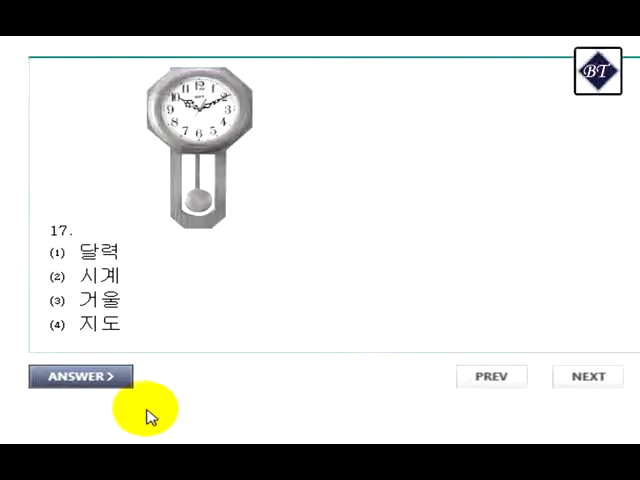 BT
17.
(1) 달력
(2) 시계
(3) 거울
(4) 지도
ANSWER >
PREV
NEXT